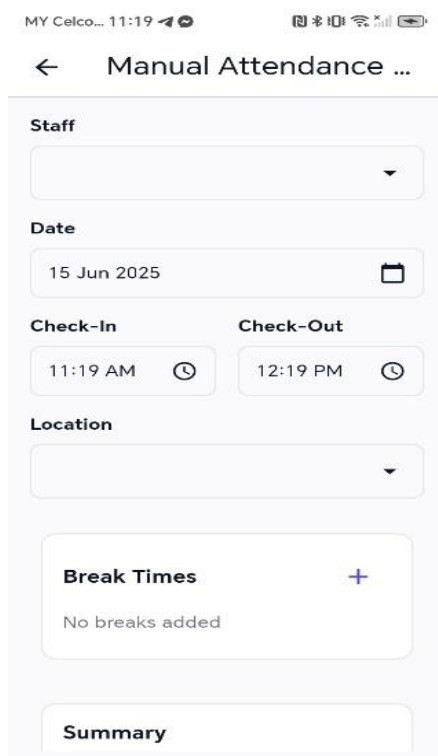 MY Celco... 11:19
Manual Attendance ...
Staff
Date
15 Jun 2025
Check-In Check-Out
11:19 AM 12:19 PM
Location
Break Times +
No breaks added
Summary